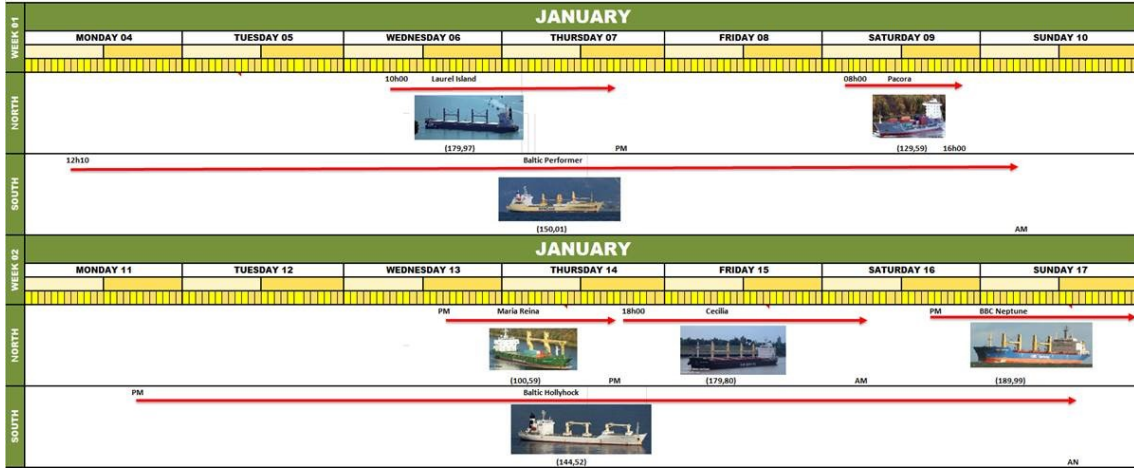 WEEK 01
JANUARY
MONDAY 04 TUESDAY 05 WEDNESDAY 06 THURSDAY 07 FRIDAY 08 SATURDAY 09 SUNDAY 10
NORTH
10h00 Laurel Island 08h00 Pacora
(179,97) PM (129,59) 16h00
SOUTH
12h10 Baltic Performer
(150,01) AM
WEEK 02
JANUARY
MONDAY 11 TUESDAY 12 WEDNESDAY 13 THURSDAY 14 FRIDAY 15 SATURDAY 16 SUNDAY 17
NORTH
PM Maria Reina 18h00 Cecilia PM BBC Neptune
(100,59) PM (179,80) AM (189,99)
SOUTH
PM Baltic Hollyhock
(144,52) AN